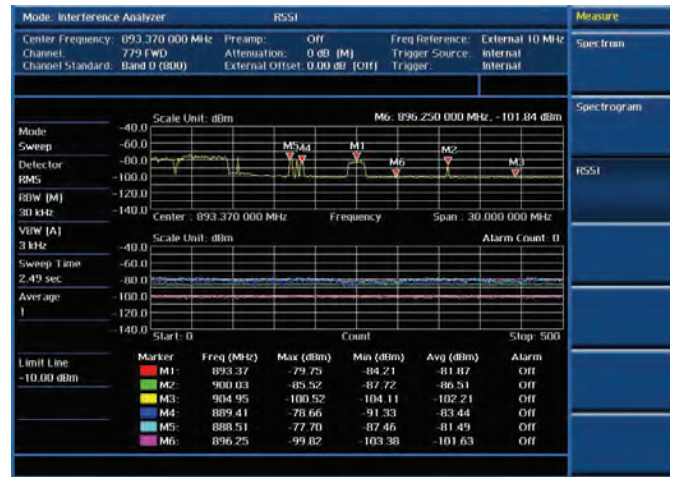 Mode: Interference Analyzer RSSI Measure
Center Frequency: 893.370 000 MHz Preamp: Off Freq Reference: External 10 MHz
Channel: 779 FWD Attenuation: 0 dB [M] Trigger Source: Internal
Channel Standard: Band 0 (800) External Offset: 0.00 dB [Off] Trigger: Internal
Spectrum
Spectrogram
RSSI
Scale Unit: dBm M6: 896.250 000 MHz, -101.84 dBm
Mode
Sweep
Detector
RMS
RBW [M]
30 kHz
VBW [A]
3 kHz
Sweep Time
2.49 sec
Average
1
Limit Line
-10.00 dBm
-40.0
-60.0
-80.0
-100.0
-120.0
-140.0
M5 M4 M1 M6 M2 M3
Center : 893.370 000 MHz Frequency Span : 30.000 000 MHz
Scale Unit: dBm Alarm Count: 0
-40.0
-60.0
-80.0
-100.0
-120.0
-140.0
Start: 0 Count Stop: 500
Marker Freq (MHz) Max (dBm) Min (dBm) Avg (dBm) Alarm
M1: 893.37 -79.75 -84.21 -81.87 Off
M2: 900.03 -85.52 -87.72 -86.51 Off
M3: 904.95 -100.52 -104.11 -102.21 Off
M4: 889.41 -78.66 -91.33 -83.44 Off
M5: 888.51 -77.70 -87.46 -81.49 Off
M6: 896.25 -99.82 -103.38 -101.63 Off